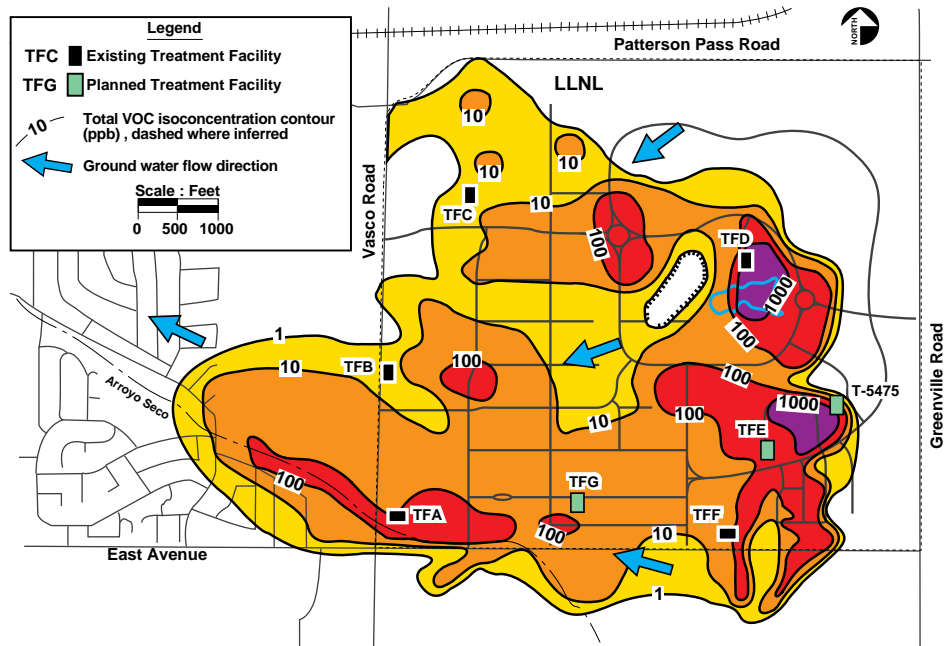 Legend
TFC Existing Treatment Facility
TFG Planned Treatment Facility
10 Total VOC isoconcentration contour
(ppb) , dashed where inferred
Ground water flow direction
Scale : Feet
0 500 1000
NORTH
Patterson Pass Road
LLNL
Vasco Road
Greenville Road
East Avenue
Arroyo Seco
10
10
10
TFC
10
100
TFD
1000
100
1
10
TFB
100
10
100
100
1000
T-5475
TFE
100
TFA
TFG
100
TFF
10
1